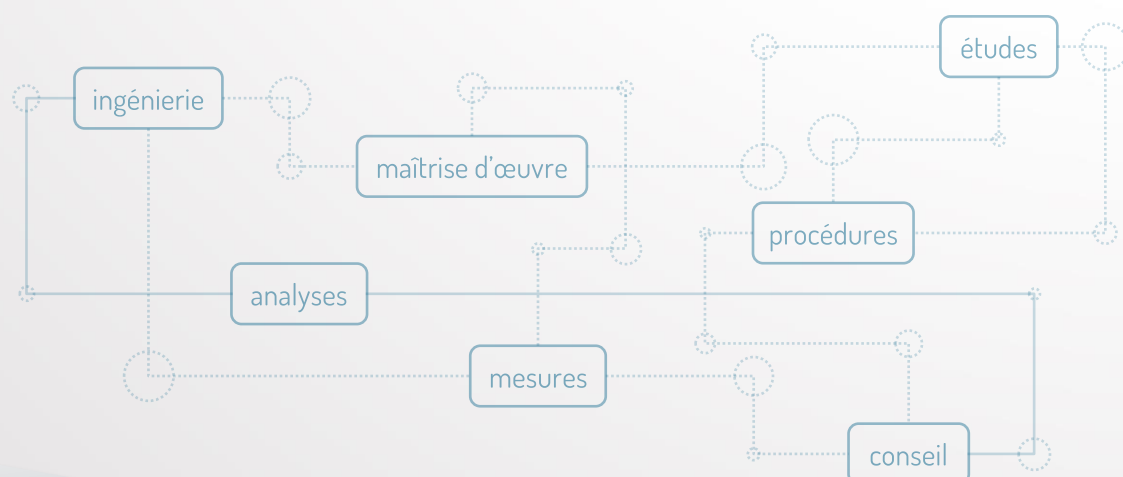 études
ingénierie
maîtrise d'œuvre
procédures
analyses
mesures
conseil